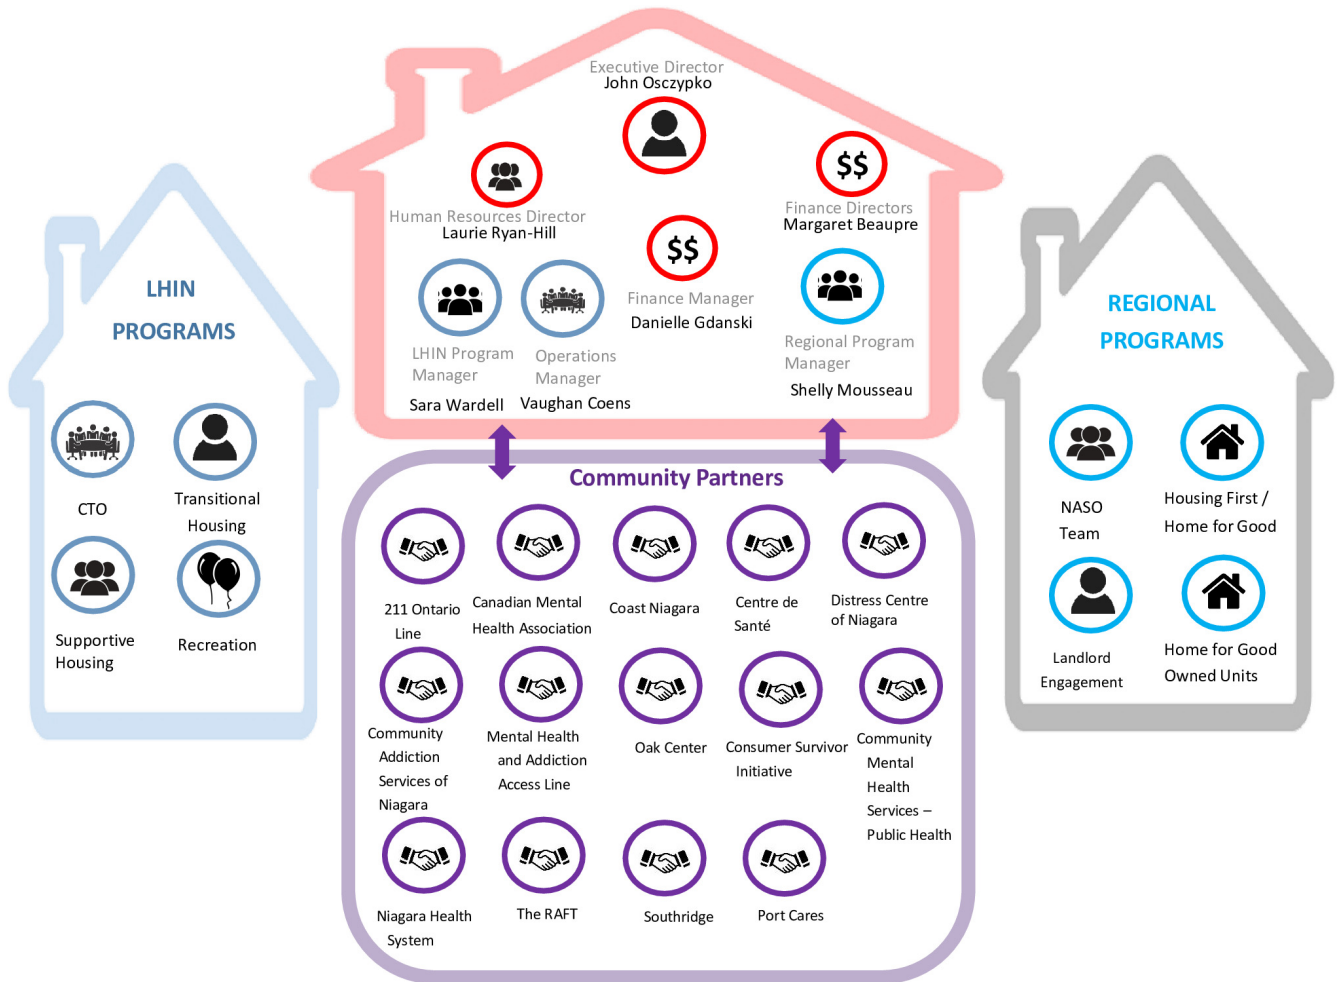 Executive Director
John Osczypko
$$
Human Resources Director
Laurie Ryan-Hill
Finance Directors
Margaret Beaupre
$$
Finance Manager
Danielle Gdanski
LHIN Program
Manager
Sara Wardell
Operations
Manager
Vaughan Coens
Regional Program
Manager
Shelly Mousseau
LHIN
PROGRAMS
CTO
Transitional
Housing
Supportive
Housing
Recreation
REGIONAL
PROGRAMS
NASO
Team
Housing First /
Home for Good
Landlord
Engagement
Home for Good
Owned Units
Community Partners
211 Ontario
Line
Canadian Mental
Health Association
Coast Niagara
Centre de
Santé
Distress Centre
of Niagara
Community
Addiction
Services of
Niagara
Mental Health
and Addiction
Access Line
Oak Center
Consumer Survivor
Initiative
Community
Mental
Health
Services –
Public Health
Niagara Health
System
The RAFT
Southridge
Port Cares